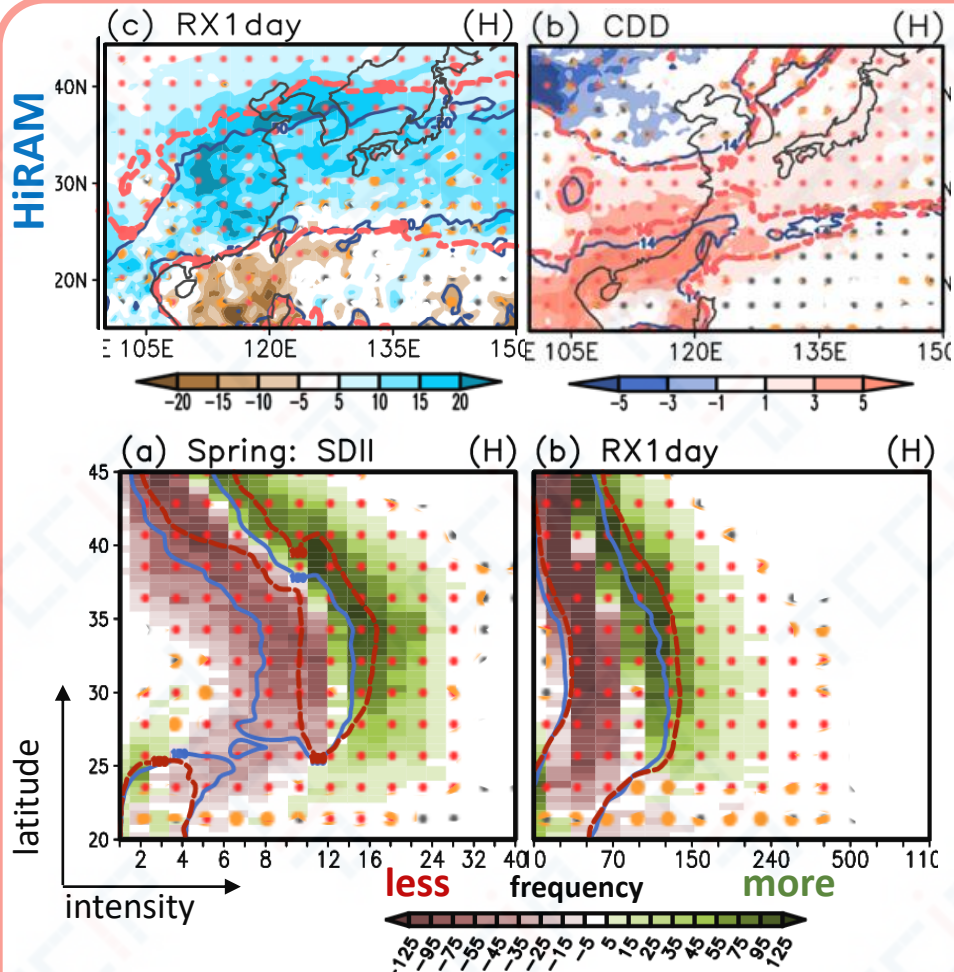 (c) RX1day (H)
(b) CDD (H)
HiRAM
40N
30N
20N
50
14
14
E 105E 120E 135E 150
E 105E 120E 135E 150
-20 -15 -10 -5 5 10 15 20
-5 -3 -1 1 3 5
(a) Spring: SDII (H)
(b) RX1day (H)
45
40
35
30
25
20
2 4 6 8 12 16 24 32 40
10 70 150 240 500 110
latitude
intensity
less frequency more
-125 -95 -75 -55 -45 -35 -25 -15 -5 5 15 25 35 45 55 75 95 125